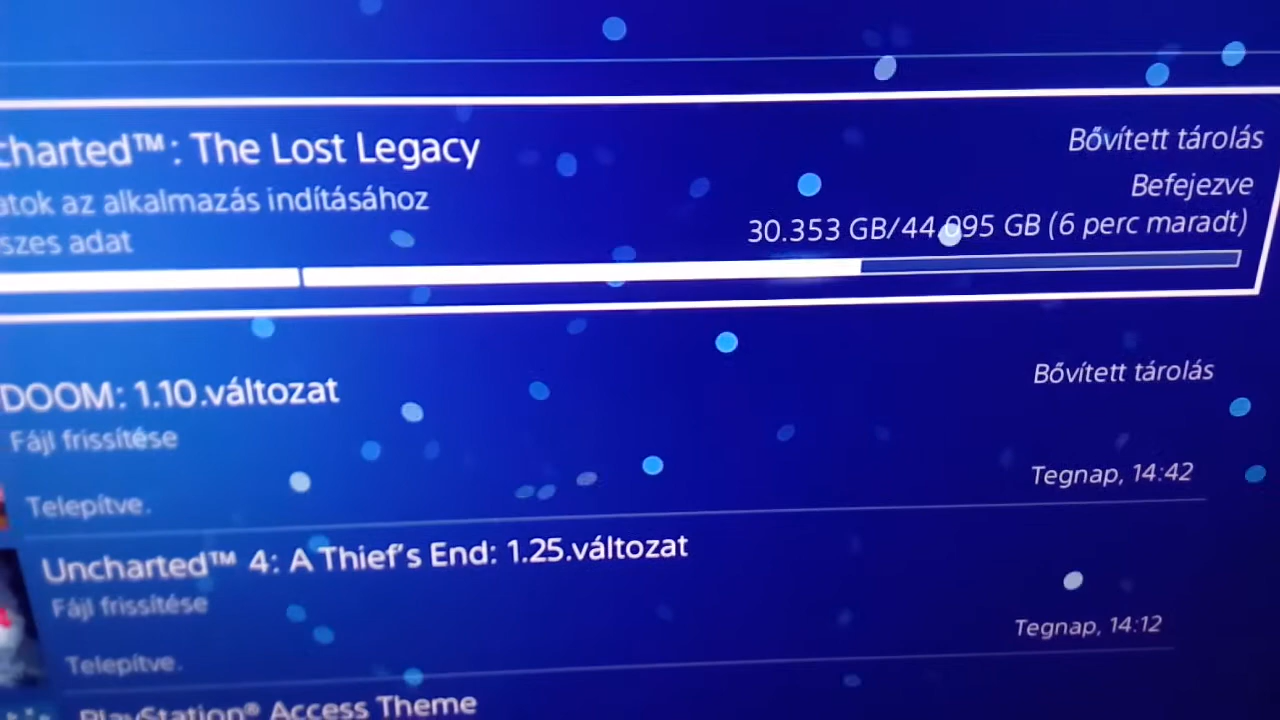 charted™: The Lost Legacy
Bővített tárolás
atok az alkalmazás indításához
Befejezve
szes adat
30.353 GB/44.095 GB (6 perc maradt)
DOOM: 1.10.változat
Bővített tárolás
Fájl frissítése
Telepítve.
Tegnap, 14:42
Uncharted™ 4: A Thief's End: 1.25.változat
Fájl frissítése
Tegnap, 14:12
Telepítve.
PlayStation® Access Theme